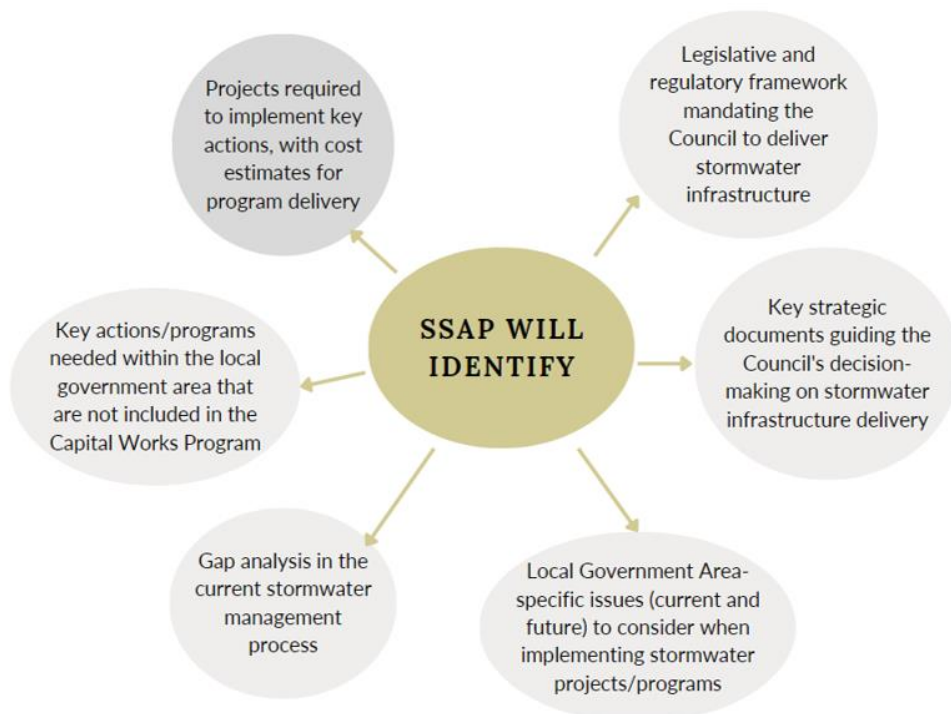 Projects required
to implement key
actions, with cost
estimates for
program delivery
Legislative and
regulatory framework
mandating the
Council to deliver
stormwater
infrastructure
SSAP WILL
IDENTIFY
Key strategic
documents guiding the
Council's decision-
making on stormwater
infrastructure delivery
Key actions/programs
needed within the local
government area that
are not included in the
Capital Works Program
Gap analysis in the
current stormwater
management
process
Local Government Area-
specific issues (current and
future) to consider when
implementing stormwater
projects/programs